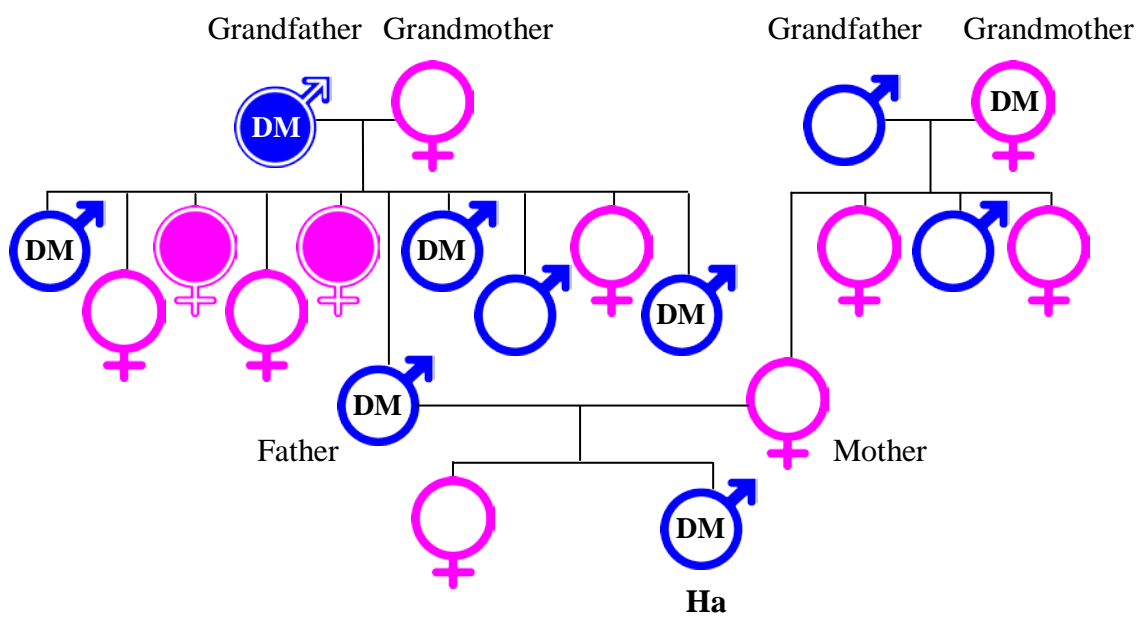 Grandfather Grandmother Grandfather Grandmother
DM DM
DM DM
DM
DM
Father Mother
DM
Ha